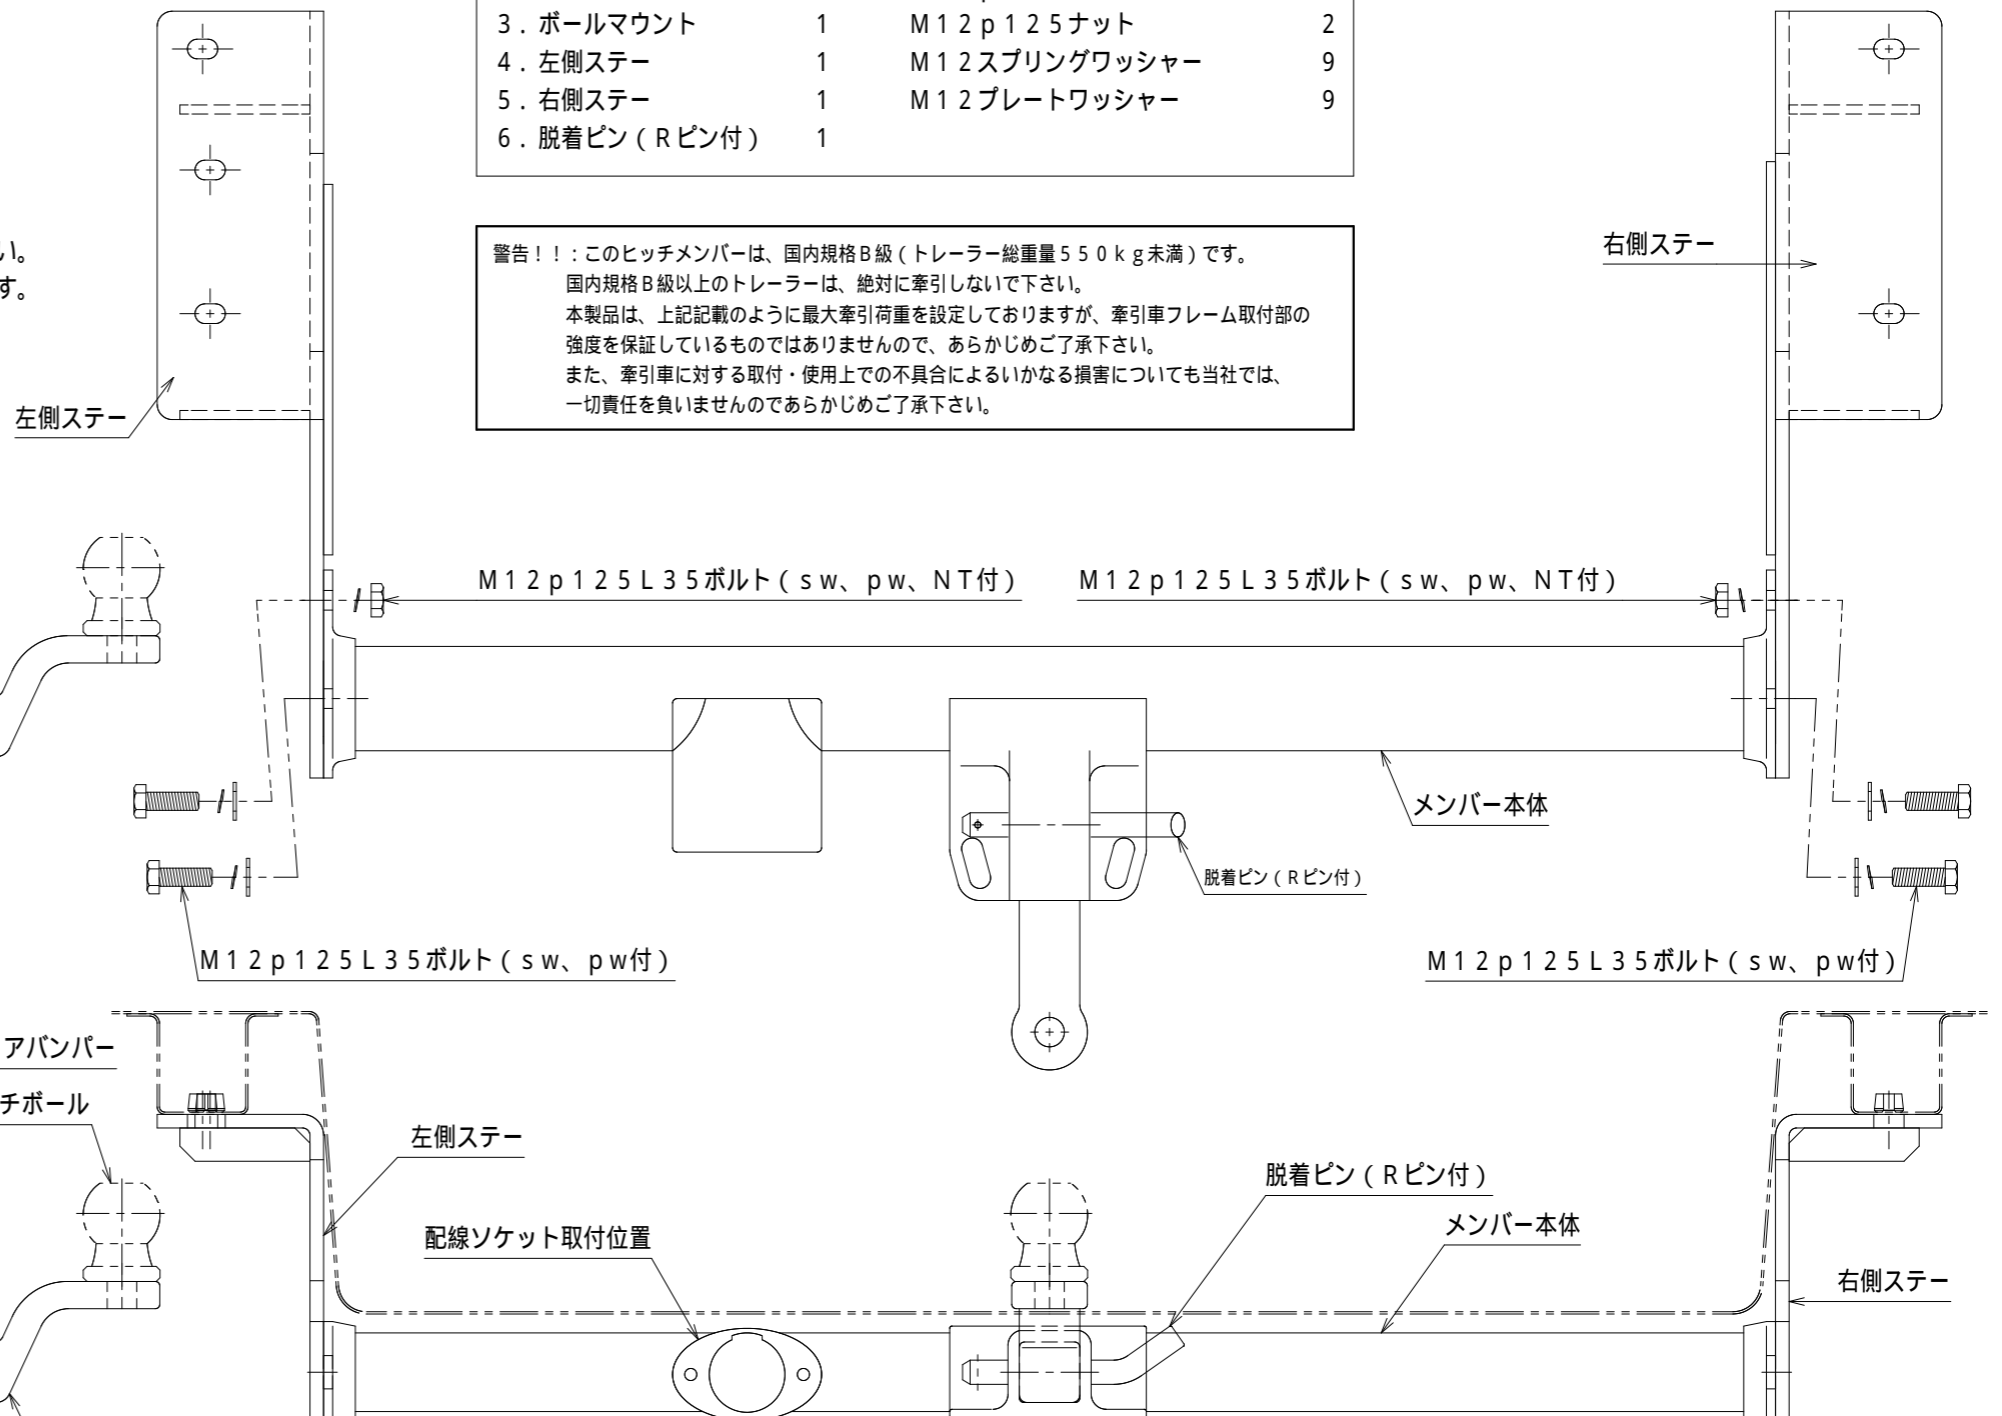 3．ボールマウント 1 M12p125ナット 2
4．左側ステー 1 M12スプリングワッシャー 9
5．右側ステー 1 M12プレートワッシャー 9
6．脱着ピン（Rピン付） 1
い。
す。
警告！！：このヒッチメンバーは、国内規格B級（トレーラー総重量550kg未満）です。
国内規格B級以上のトレーラーは、絶対に牽引しないで下さい。
本製品は、上記記載のように最大牽引荷重を設定しておりますが、牽引車フレーム取付部の
強度を保証しているものではありませんので、あらかじめご了承下さい。
また、牽引車に対する取付・使用上での不具合によるいかなる損害についても当社では、
一切責任を負いませんのであらかじめご了承下さい。
右側ステー
左側ステー
M12p125L35ボルト（sw、pw、NT付）
M12p125L35ボルト（sw、pw、NT付）
メンバー本体
脱着ピン（Rピン付）
M12p125L35ボルト（sw、pw付）
M12p125L35ボルト（sw、pw付）
アバンパー
チボール
左側ステー
脱着ピン（Rピン付）
配線ソケット取付位置
メンバー本体
右側ステー